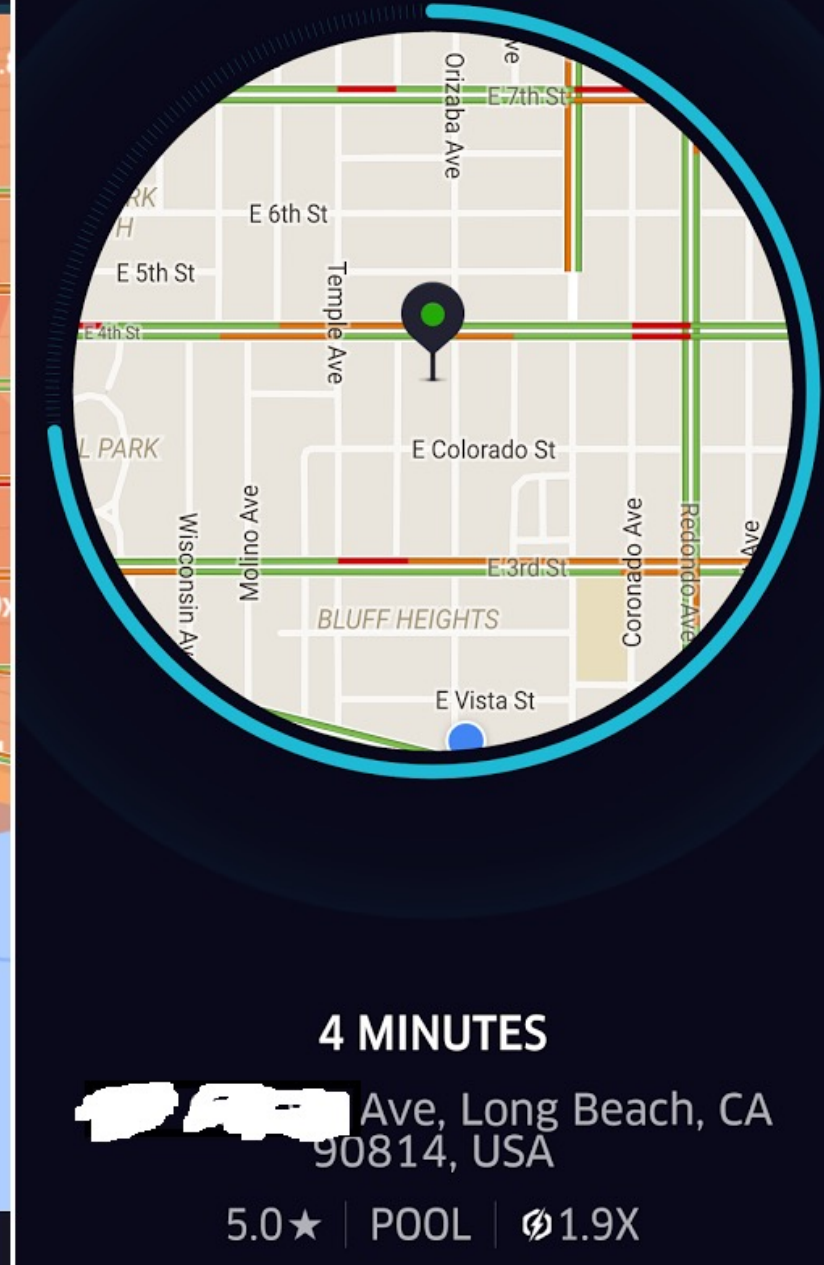 Orizaba Ave
ve
E 7th St
RK
H
E 6th St
E 5th St
Temple Ave
E 4th St
L PARK
E Colorado St
Wisconsin Av
Molino Ave
Coronado Ave
Redondo Ave
Ave
E 3rd St
BLUFF HEIGHTS
E Vista St
4 MINUTES
Ave, Long Beach, CA
90814, USA
5.0★ | POOL | 1.9X